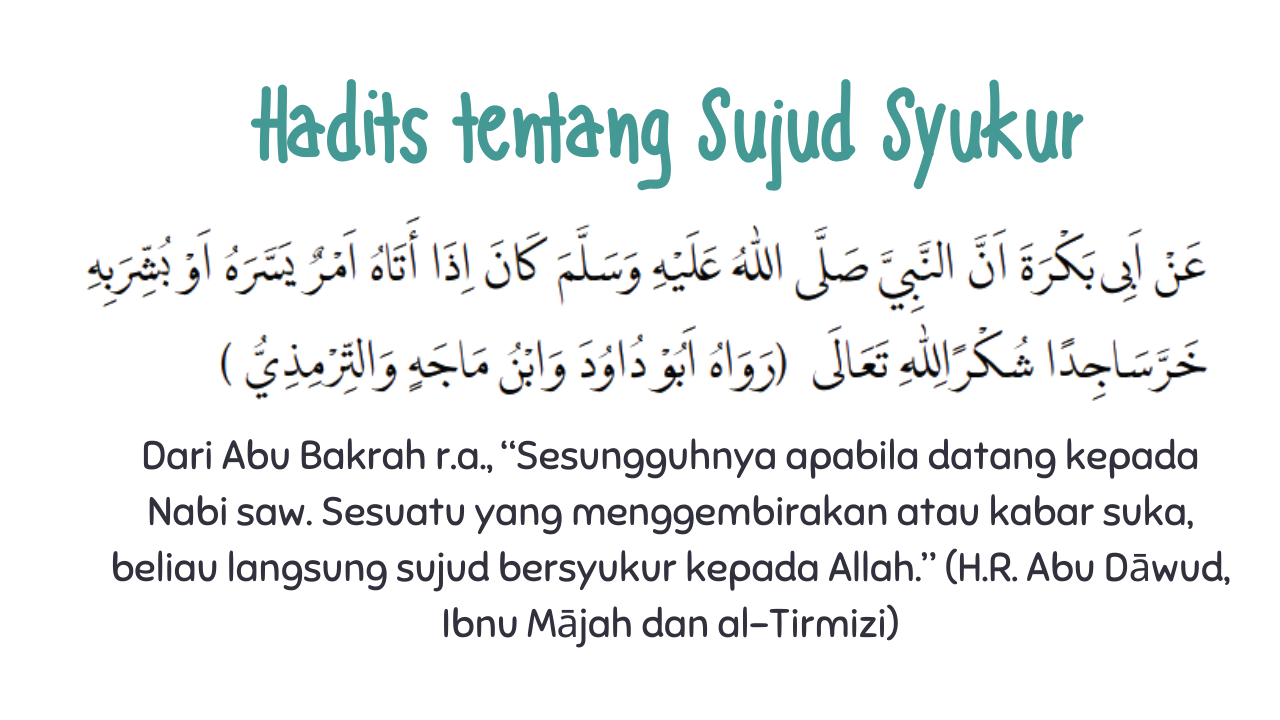 Hadits tentang Sujud Syukur
عَنْ اَبِى بَكْرَةَ اَنَّ النَّبِيَّ صَلَّى اللهُ عَلَيْهِ وَسَلَّمَ كَانَ اِذَا أَتَاهُ اَمْرٌ يَسَرَّهُ اَوْ بُشِّرَبِهِ
خَرَّسَاجِدًا شُكْرًالِلّٰهِ تَعَالَى (رَوَاهُ اَبُوْ دَاوُدَ وَابْنُ مَاجَهٍ وَالتِّرْمِذِيُّ )
Dari Abu Bakrah r.a., “Sesungguhnya apabila datang kepada
Nabi saw. Sesuatu yang menggembirakan atau kabar suka,
beliau langsung sujud bersyukur kepada Allah.” (H.R. Abu Dāwud,
Ibnu Mājah dan al-Tirmizi)